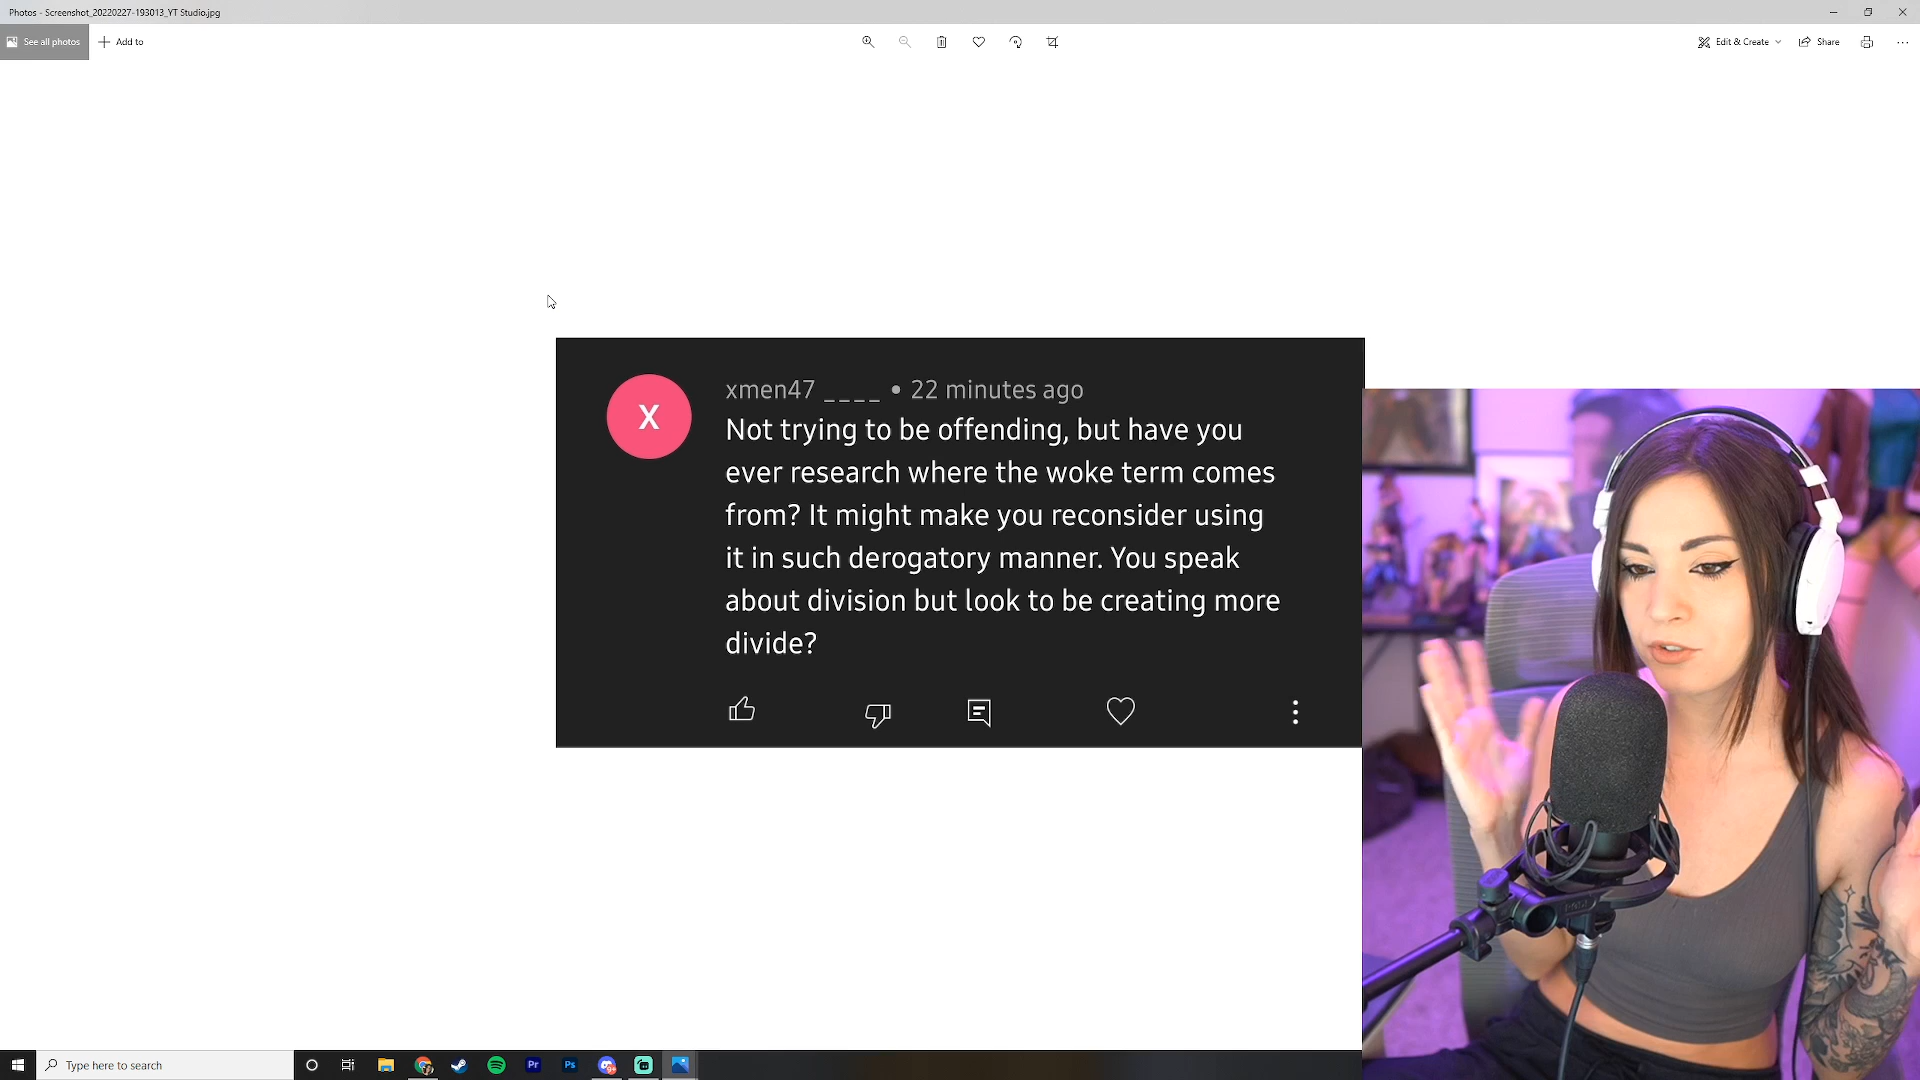 Photos - Screenshot_20220227-193013_YT Studio.jpg
See all photos
Add to
Edit & Create
Share
X
xmen47 ____ • 22 minutes ago
Not trying to be offending, but have you
ever research where the woke term comes
from? It might make you reconsider using
it in such derogatory manner. You speak
about division but look to be creating more
divide?
Type here to search
Pr
Ps